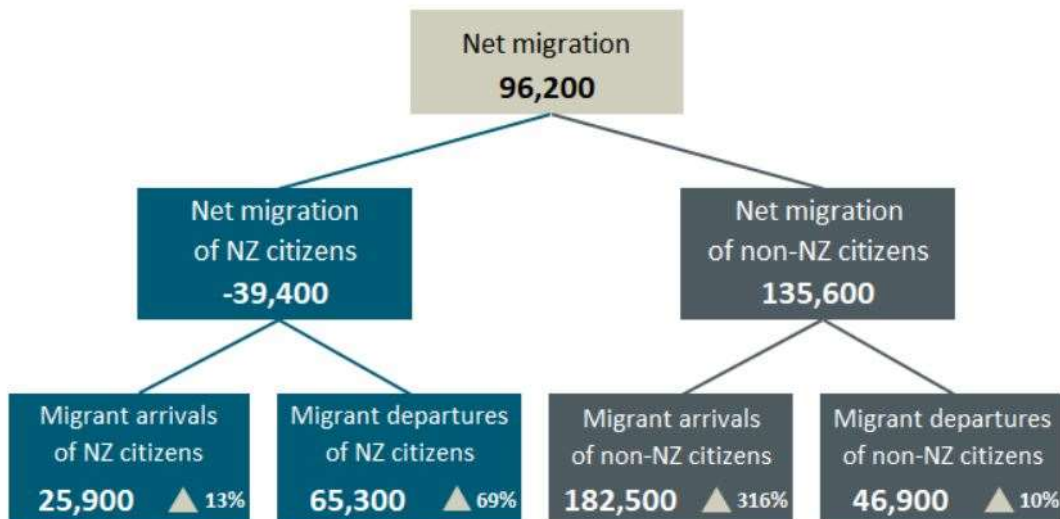 Net migration
96,200
Net migration
of NZ citizens
-39,400
Net migration
of non-NZ citizens
135,600
Migrant arrivals
of NZ citizens
25,900 ▲ 13%
Migrant departures
of NZ citizens
65,300 ▲ 69%
Migrant arrivals
of non-NZ citizens
182,500 ▲ 316%
Migrant departures
of non-NZ citizens
46,900 ▲ 10%